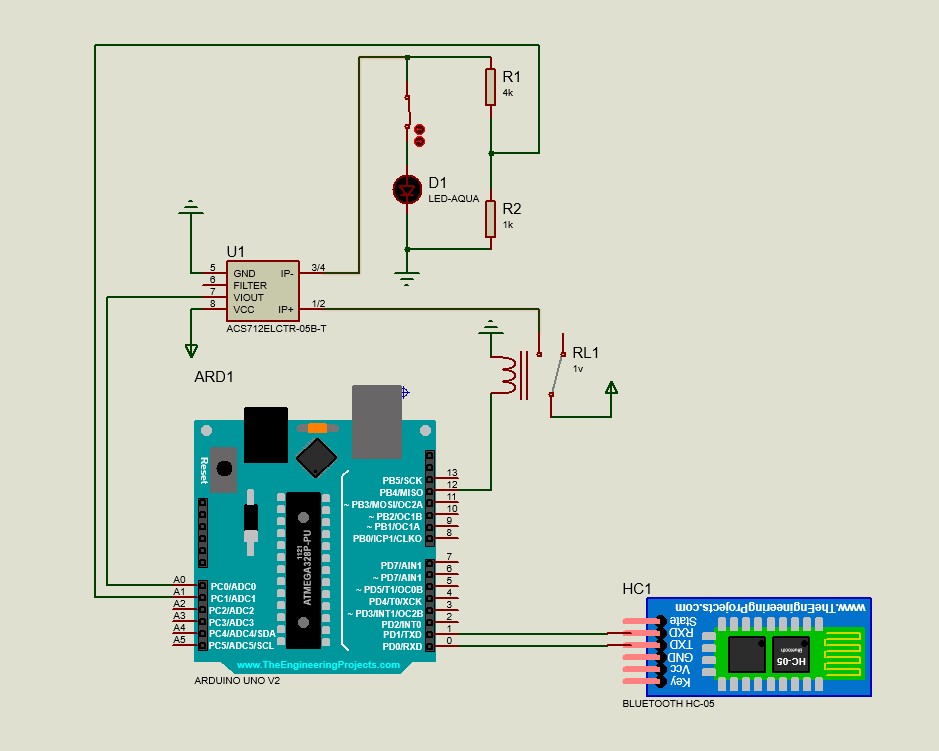 R1
4k
D1
LED-AQUA
R2
1k
U1
5
6
7
8
GND
FILTER
VIOUT
VCC
IP-
IP+
3/4
1/2
ACS712ELCTR-05B-T
RL1
1v
ARD1
Reset
1121
ATMEGA328P-PU
PB5/SCK
PB4/MISO
~ PB3/MOSI/OC2A
~ PB2/OC1B
~ PB1/OC1A
PB0/ICP1/CLKO
13
12
11
10
9
8
PD7/AIN1
~ PD7/AIN1
~ PD5/T1/OC0B
PD4/T0/XCK
~ PD3/INT1/OC2B
PD2/INT0
PD1/TXD
PD0/RXD
7
6
5
4
3
2
1
0
A0
A1
A2
A3
A4
A5
PC0/ADC0
PC1/ADC1
PC2/ADC2
PC3/ADC3
PC4/ADC4/SDA
PC5/ADC5/SCL
www.TheEngineeringProjects.com
ARDUINO UNO V2
HC1
www.TheEngineeringProjects.com
State
RXD
TXD
GND
Vcc
Key
Bluetooth
HC-05
BLUETOOTH HC-05